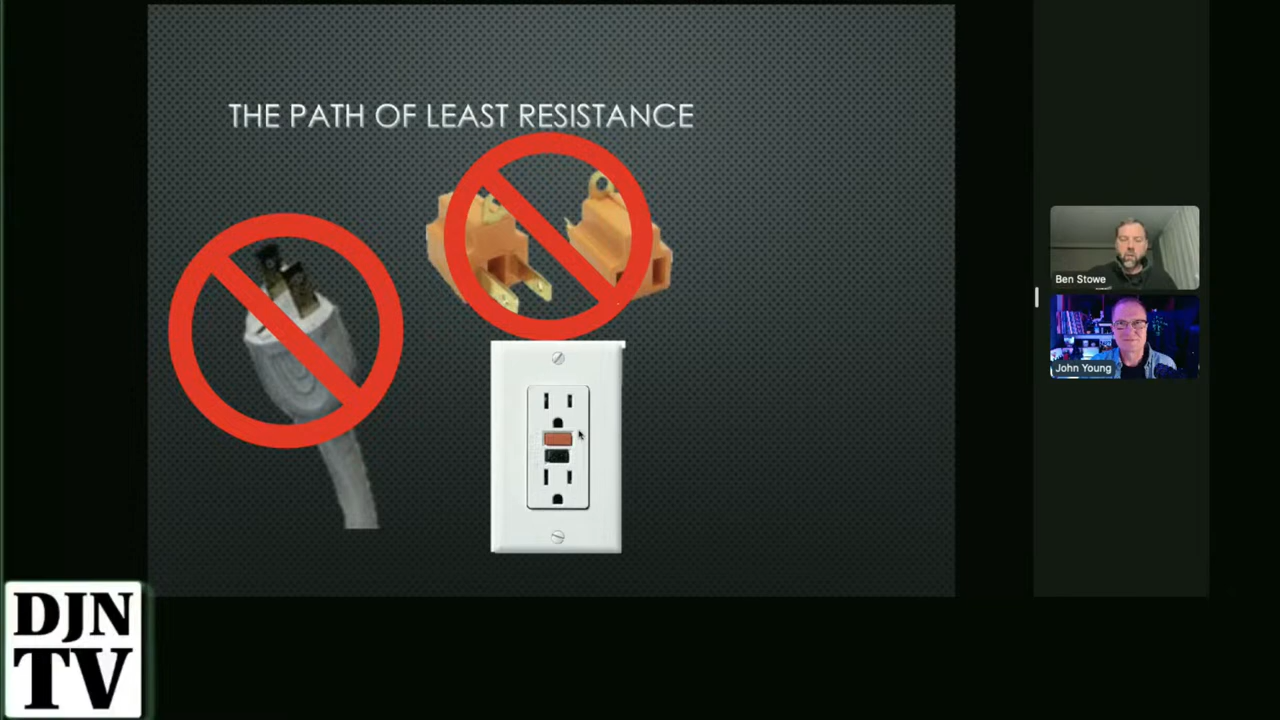 THE PATH OF LEAST RESISTANCE
Ben Stowe
John Young
DJN
TV